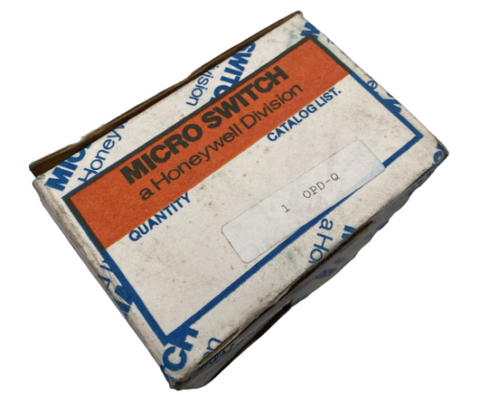 MICRO SWITCH
a Honeywell Division
QUANTITY
CATALOG LIST.
1 OPD-Q